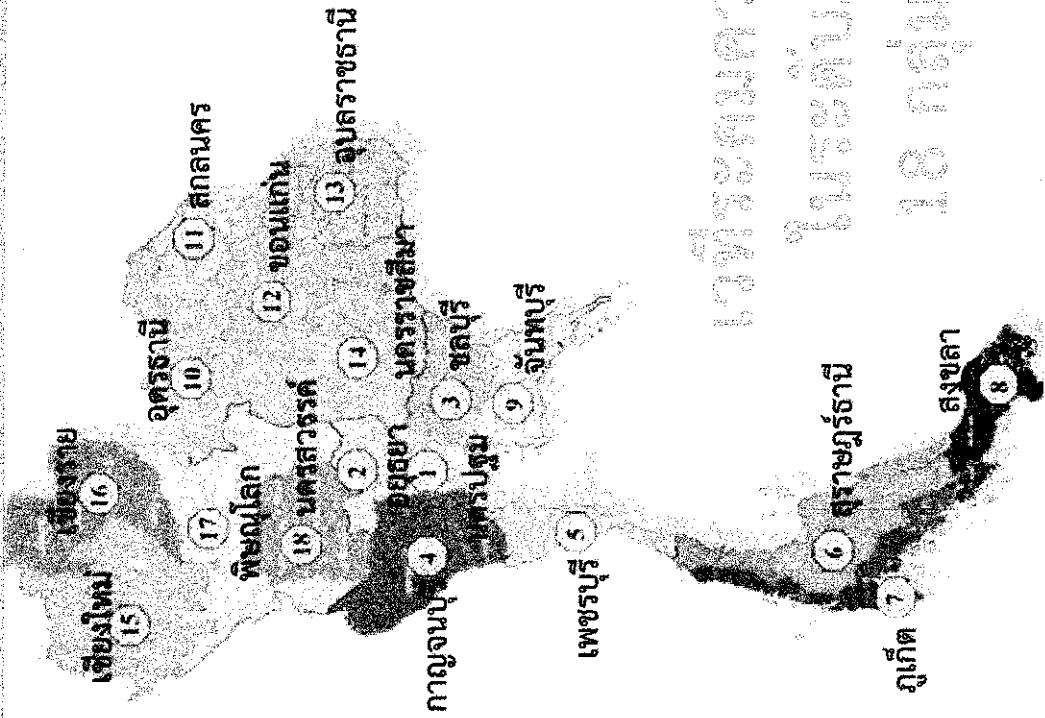 เชียงราย
16
เชียงใหม่
15
17
พิษณุโลก
อุดรธานี
10
11 สกลนคร
12 ขอนแก่น
18 นครสวรรค์
13 อุบลราชธานี
14
นครราชสีมา
2
อยุธยา
1
นครปฐม
3 ชลบุรี
4
กาญจนบุ
9 จันทบุรี
5
เพชรบุรี
6 สุราษฎร์ธานี
7
ภูเก็ต
สงขลา
8
18